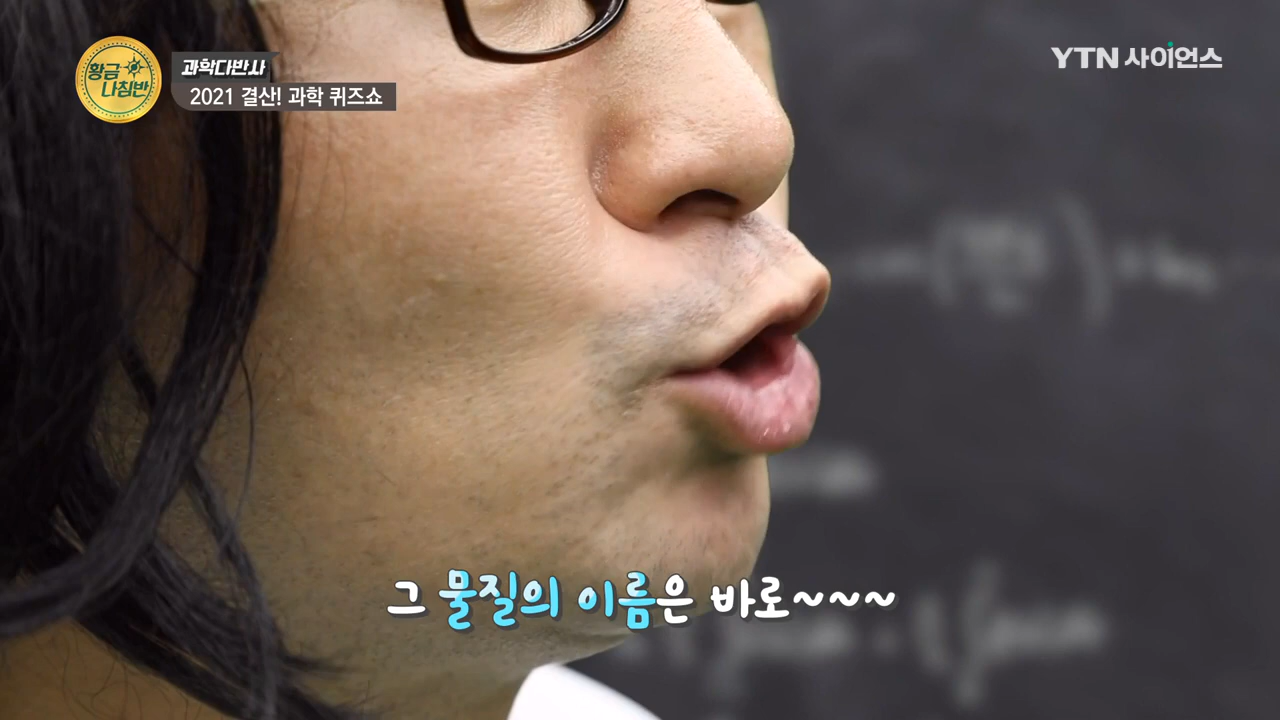 황금
나침반
과학다반사
2021 결산! 과학 퀴즈쇼
YTN 사이언스
그 물질의 이름은 바로~~~